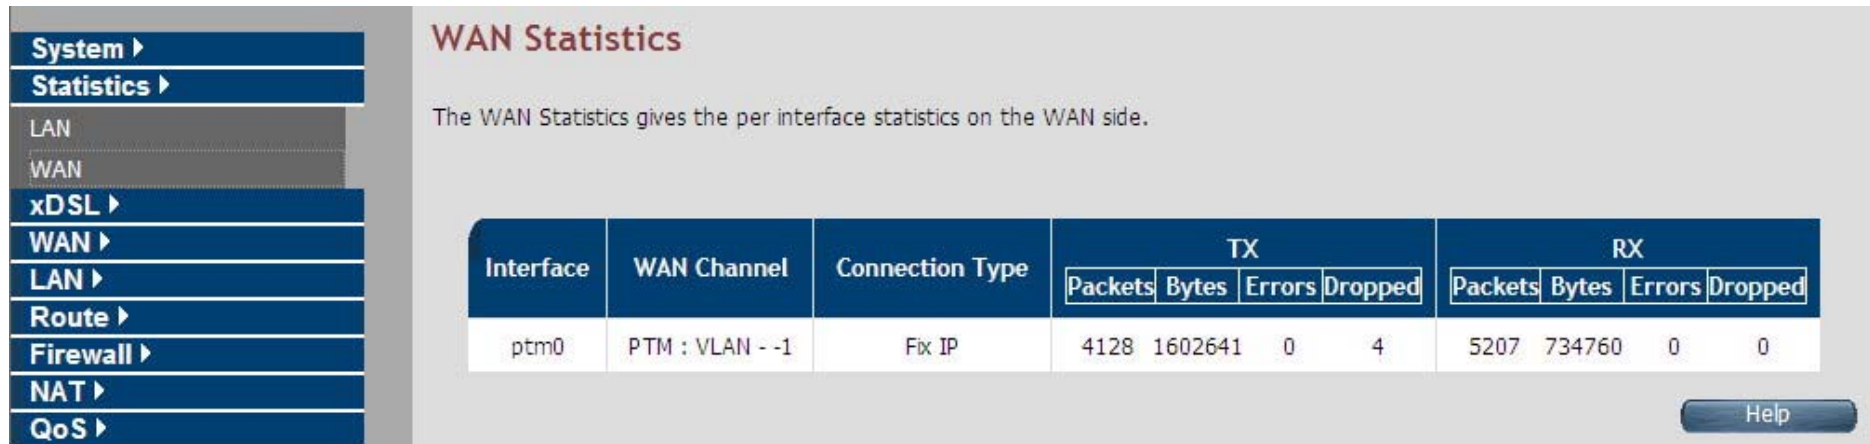 System
Statistics
LAN
WAN
xDSL
WAN
LAN
Route
Firewall
NAT
QoS
WAN Statistics
The WAN Statistics gives the per interface statistics on the WAN side.
Interface WAN Channel Connection Type TX RX
Packets Bytes Errors Dropped Packets Bytes Errors Dropped
ptm0 PTM : VLAN - -1 Fix IP 4128 1602641 0 4 5207 734760 0 0
Help